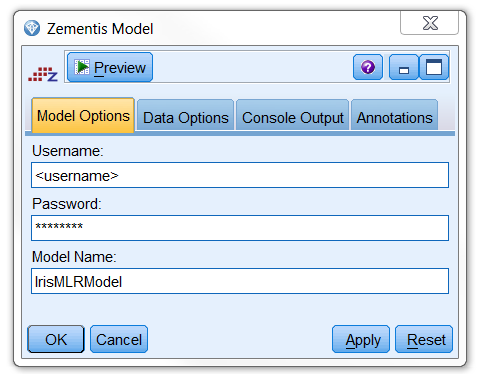 Zementis Model
Preview
Model Options Data Options Console Output Annotations
Username:
<username>
Password:
********
Model Name:
IrisMLRModel
OK Cancel Apply Reset